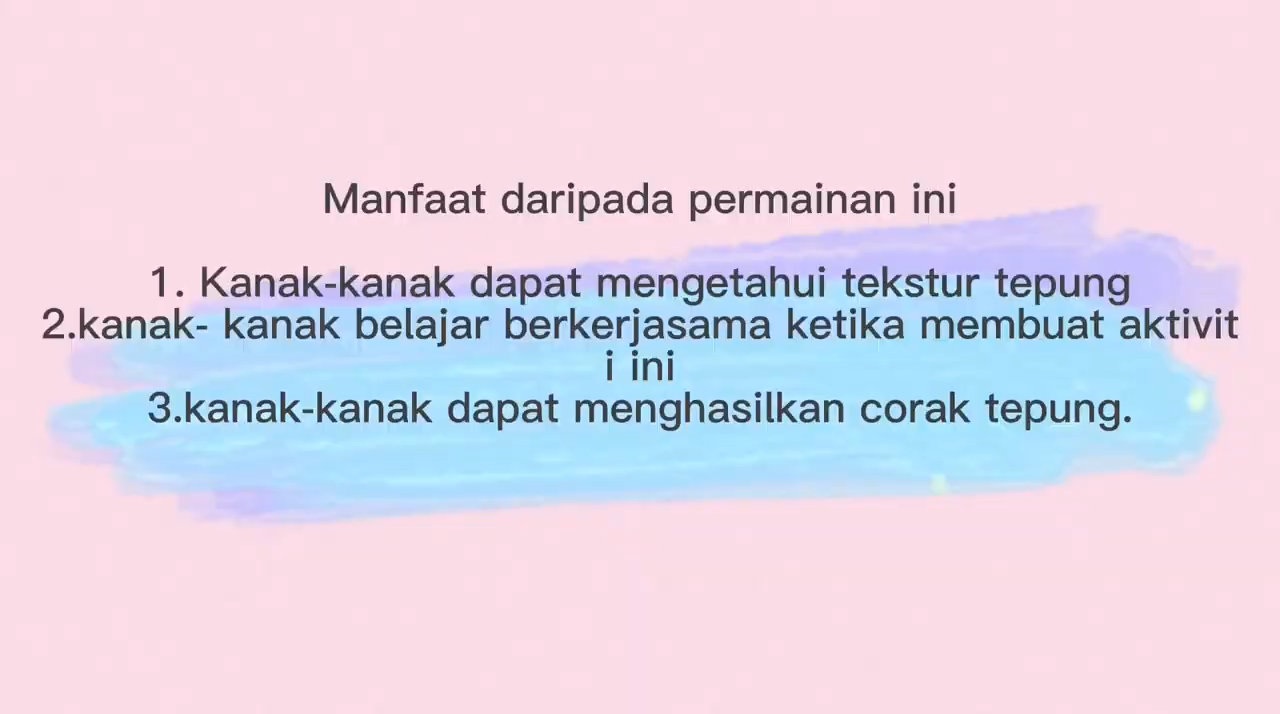 Manfaat daripada permainan ini
1. Kanak-kanak dapat mengetahui tekstur tepung
2.kanak- kanak belajar berkerjasama ketika membuat aktivit
i ini
3.kanak-kanak dapat menghasilkan corak tepung.